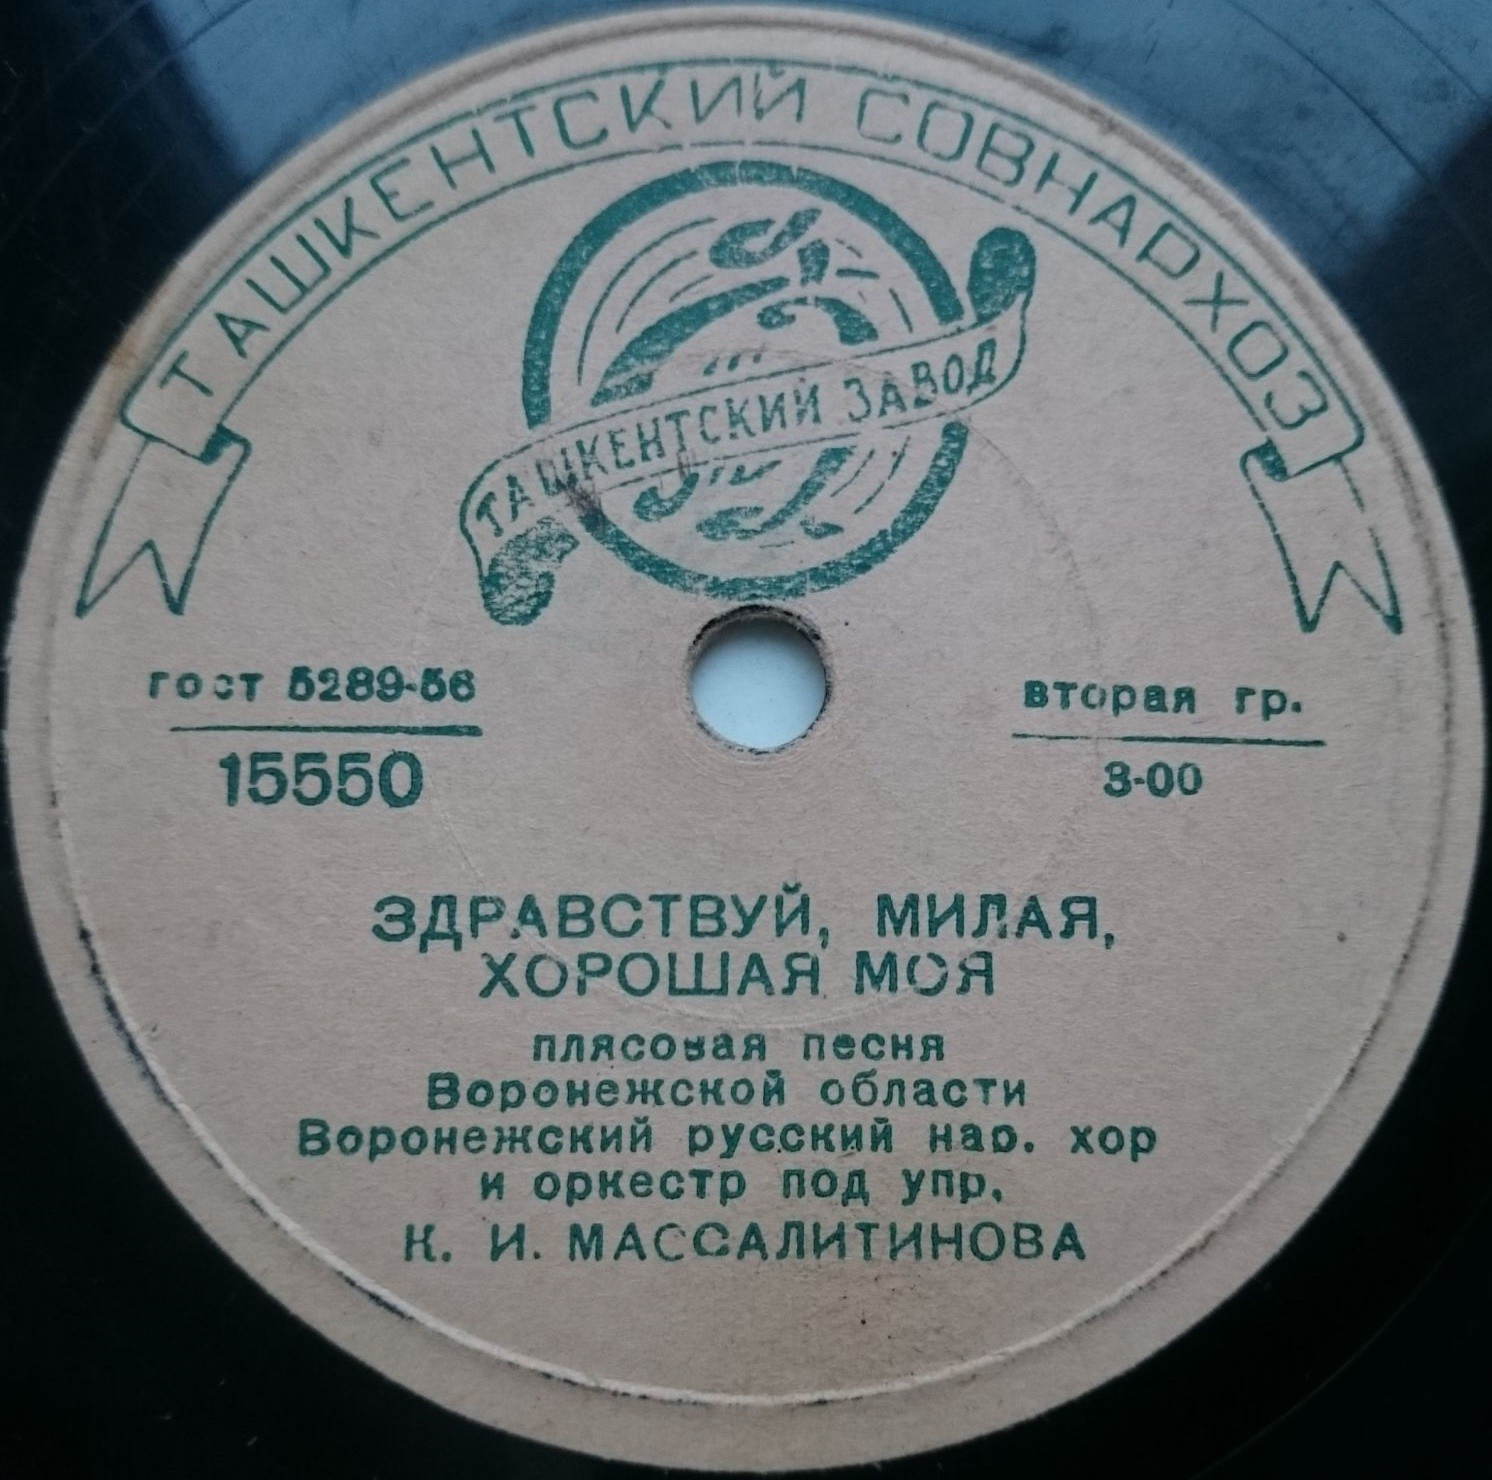 ТАШКЕНТСКИЙ СОВНАРХОЗ
ТАШКЕНТСКИЙ ЗАВОД
гост 5289-56
15550
вторая гр.
3-00
ЗДРАВСТВУЙ, МИЛАЯ,
ХОРОШАЯ МОЯ
плясовая песня
Воронежской области
Воронежский русский нар. хор
и оркестр под упр.
К. И. МАССАЛИТИНОВА